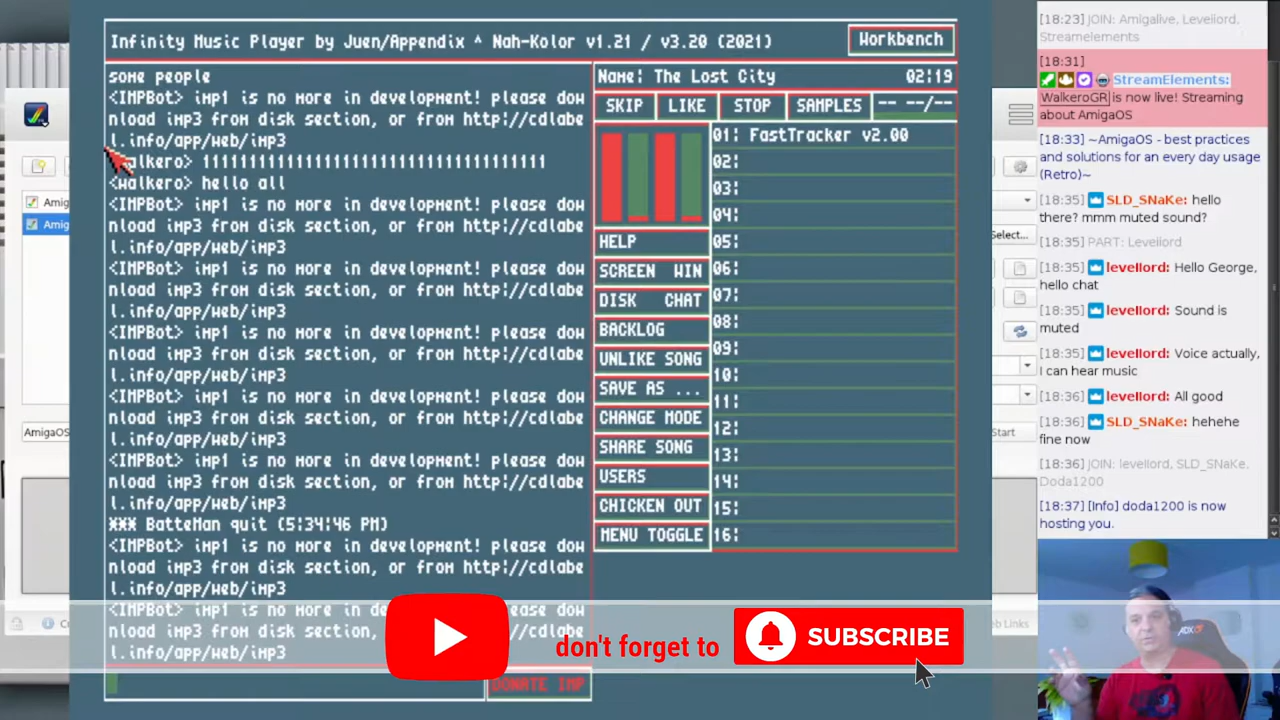 Infinity Music Player by Juen/Appendix ^ Nah-Kolor v1.21 / v3.20 (2021)
Workbench
some people
<IMPBot> imp1 is no more in development! please dow
nload imp3 from disk section, or from http://cdlabe
l.info/app/web/imp3
walkero> 11111111111111111111111111111111111111111
<walkero> hello all
<IMPBot> imp1 is no more in development! please dow
nload imp3 from disk section, or from http://cdlabe
l.info/app/web/imp3
<IMPBot> imp1 is no more in development! please dow
nload imp3 from disk section, or from http://cdlabe
l.info/app/web/imp3
<IMPBot> imp1 is no more in development! please dow
nload imp3 from disk section, or from http://cdlabe
l.info/app/web/imp3
<IMPBot> imp1 is no more in development! please dow
nload imp3 from disk section, or from http://cdlabe
l.info/app/web/imp3
<IMPBot> imp1 is no more in development! please dow
nload imp3 from disk section, or from http://cdlabe
l.info/app/web/imp3
*** BatteMan quit (5:34:46 PM)
<IMPBot> imp1 is no more in development! please dow
nload imp3 from disk section, or from http://cdlabe
l.info/app/web/imp3
<IMPBot> imp1 is no more in de
nload imp3 from disk section,
l.info/app/web/imp3
DONATE IMP
Name: The Lost City 02:19
SKIP LIKE STOP SAMPLES -- --/--
HELP
SCREEN WIN
DISK CHAT
BACKLOG
UNLIKE SONG
SAVE AS ...
CHANGE MODE
SHARE SONG
USERS
CHICKEN OUT
MENU TOGGLE
01: FastTracker v2.00
02:
03:
04:
05:
06:
07:
08:
09:
10:
11:
12:
13:
14:
15:
16:
Amig
Amig
AmigaOS
Select...
Start
Links
don't forget to
SUBSCRIBE
[18:23] JOIN: Amigalive, Levellord,
Streamelements
[18:31]
StreamElements:
WalkeroGR is now live! Streaming
about AmigaOS
[18:33] ~AmigaOS - best practices
and solutions for an every day usage
(Retro)~
[18:35] SLD_SNaKe: hello
there? mmm muted sound?
[18:35] PART: Levellord
[18:35] levellord: Hello George,
hello chat
[18:35] levellord: Sound is
muted
[18:35] levellord: Voice actually,
I can hear music
[18:36] levellord: All good
[18:36] SLD_SNaKe: hehehe
fine now
[18:36] JOIN: levellord, SLD_SNaKe,
Doda1200
[18:37] [Info] doda1200 is now
hosting you.